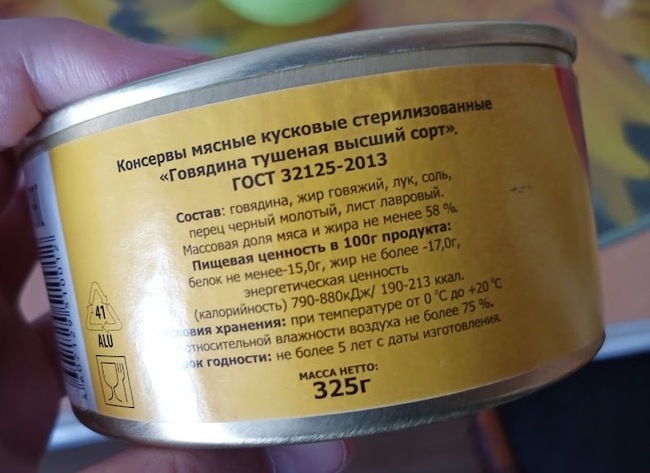 Консервы мясные кусковые стерилизованные
«Говядина тушеная высший сорт».
ГОСТ 32125-2013
Состав: говядина, жир говяжий, лук, соль,
перец черный молотый, лист лавровый.
Массовая доля мяса и жира не менее 58 %.
Пищевая ценность в 100г продукта:
белок не менее-15,0г, жир не более -17,0г,
энергетическая ценность
(калорийность) 790-880кДж/ 190-213 ккал.
хранения: при температуре от 0 °С до +20 °С
относительной влажности воздуха не более 75 %.
годности: не более 5 лет с даты изготовления.
МАССА НЕТТО:
325г
41
ALU